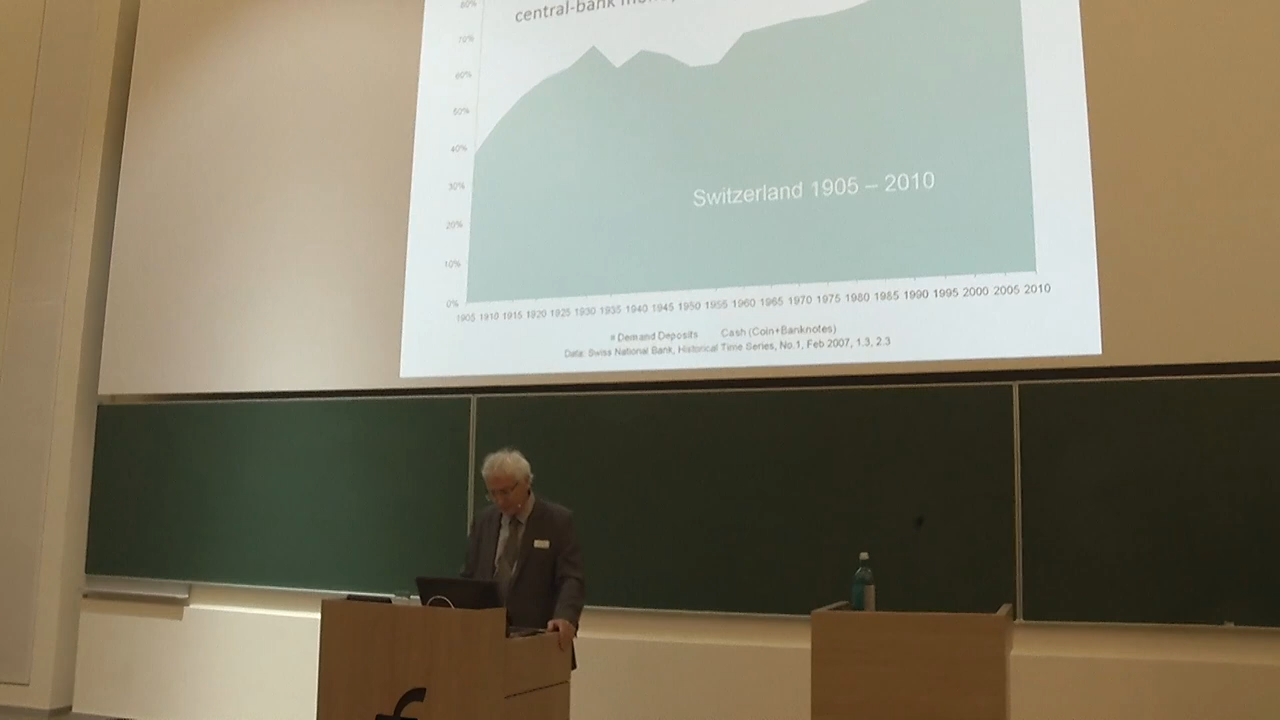 80%
central-bank
70%
60%
50%
40%
30%
20%
10%
0%
Switzerland 1905 – 2010
1905 1910 1915 1920 1925 1930 1935 1940 1945 1950 1955 1960 1965 1970 1975 1980 1985 1990 1995 2000 2005 2010
Demand Deposits Cash (Coin+Banknotes)
Data: Swiss National Bank, Historical Time Series, No.1, Feb 2007, 1.3, 2.3